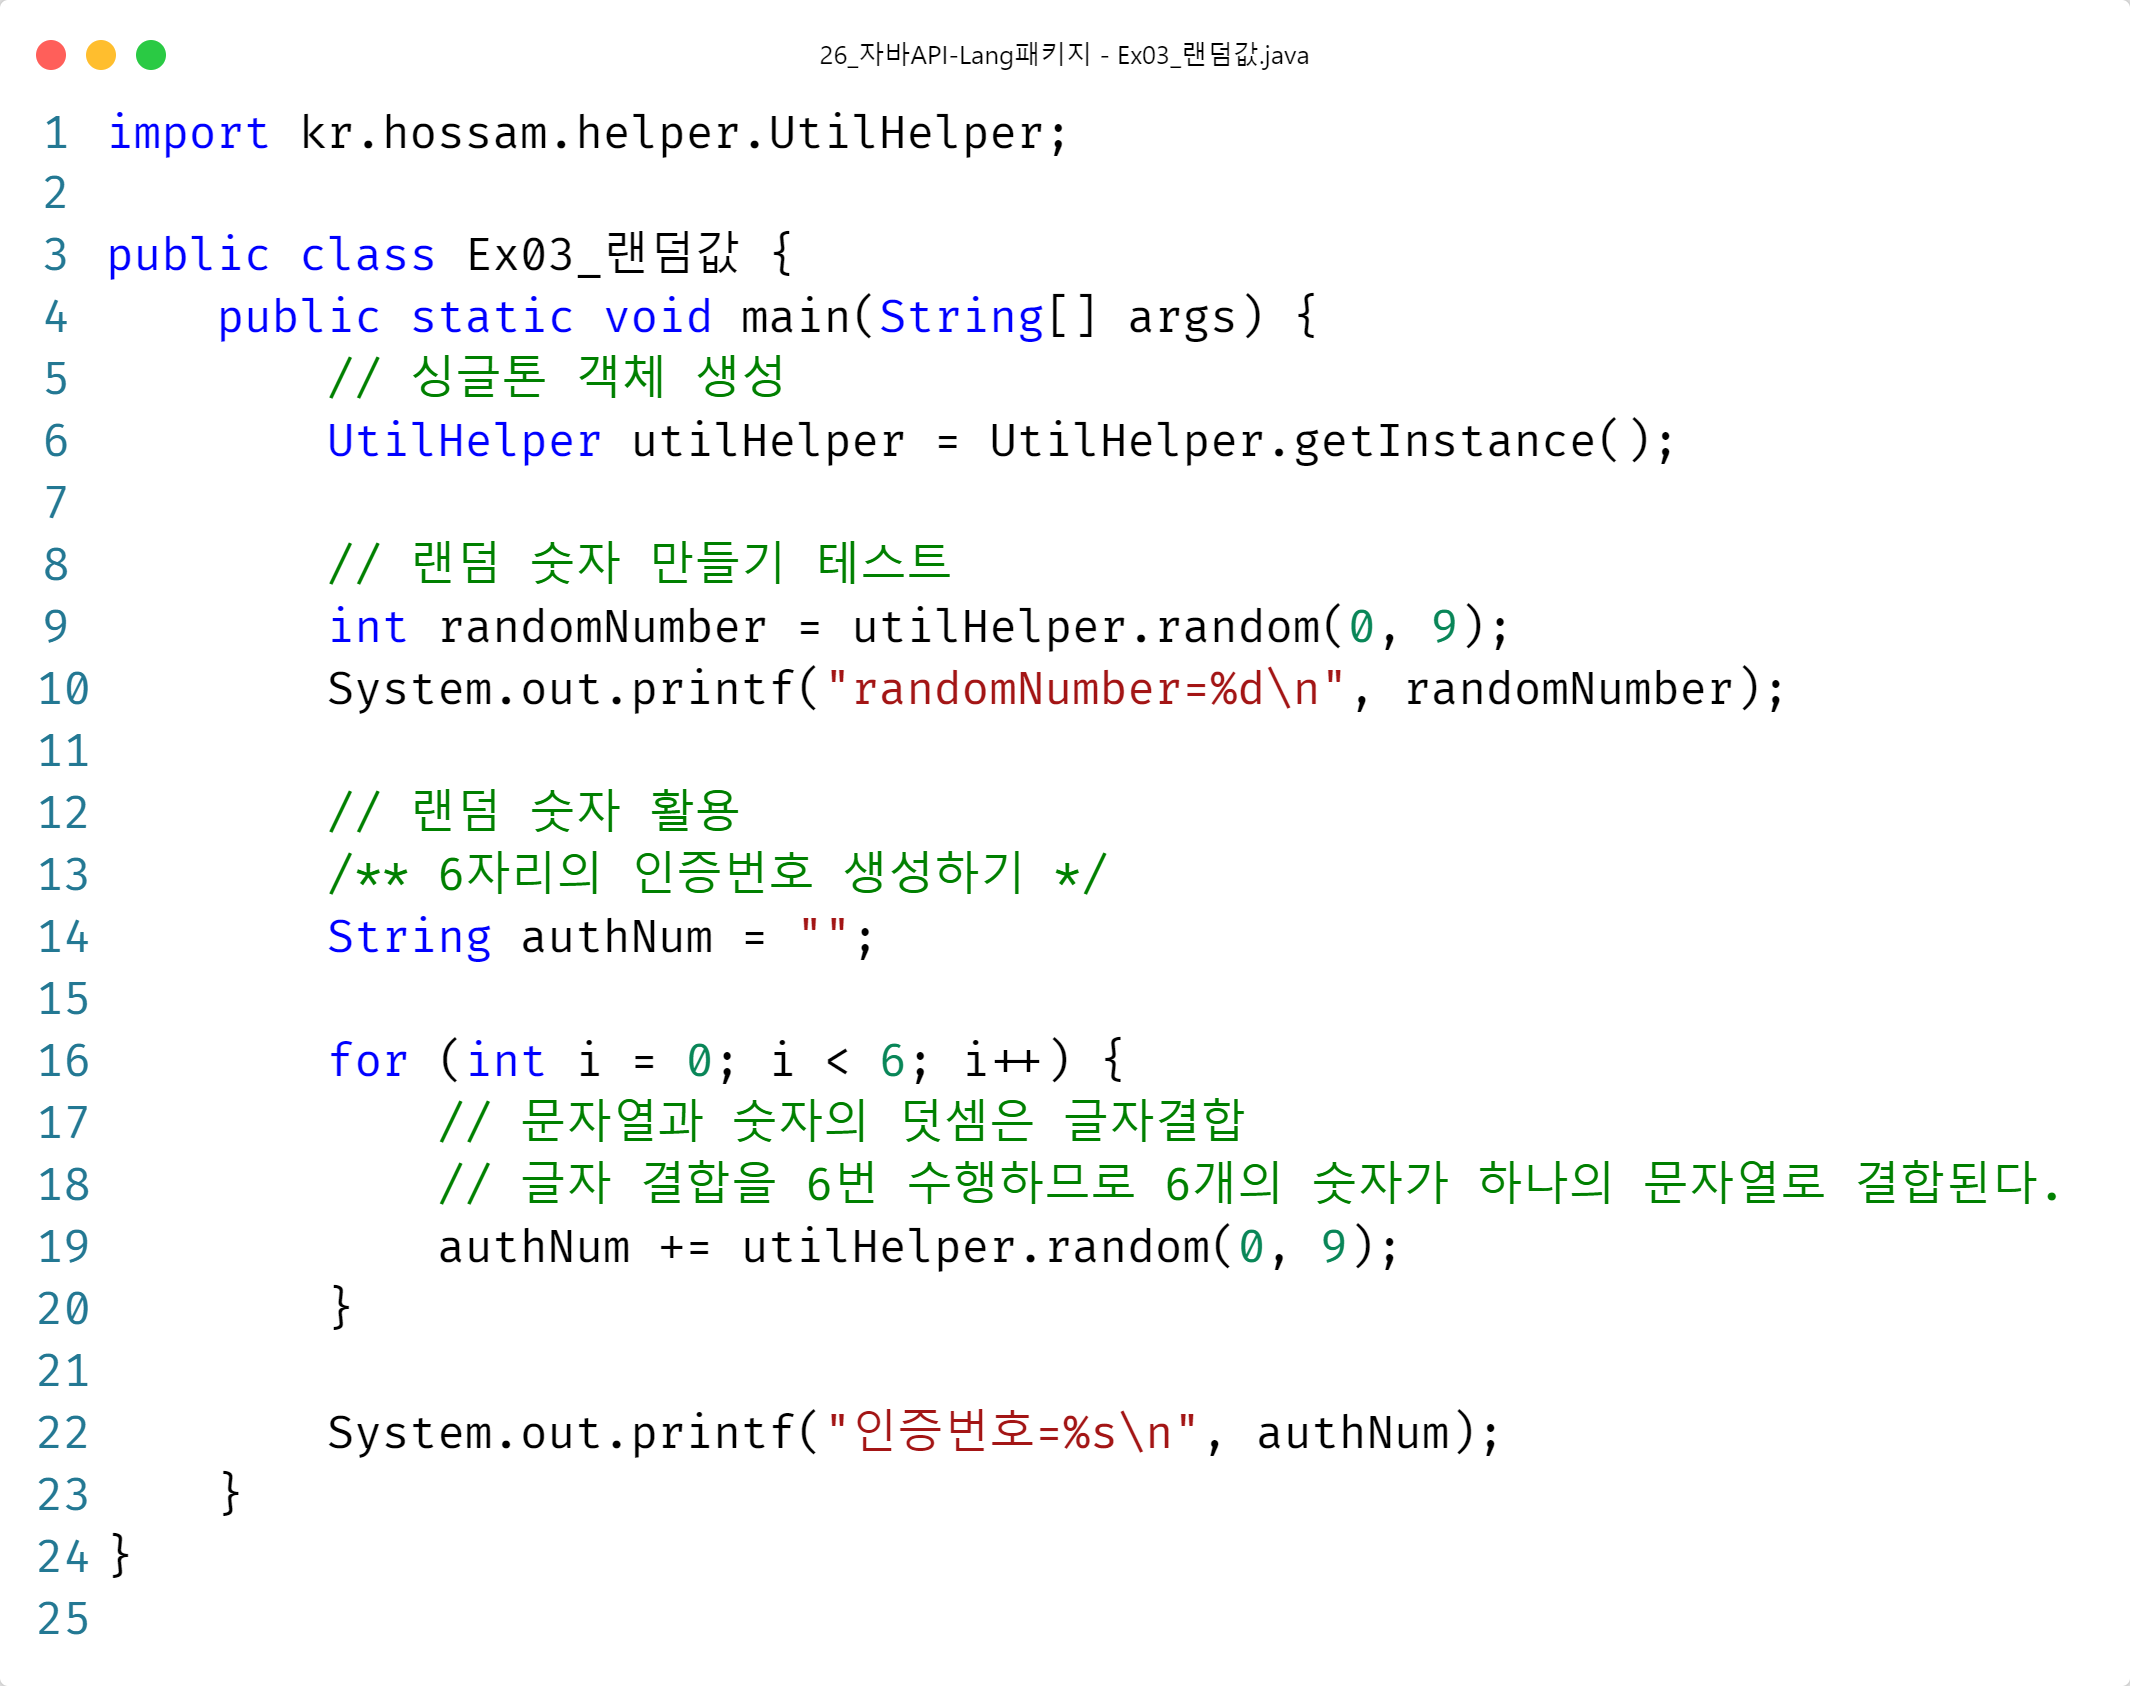 26_자바API-Lang패키지 - Ex03_랜덤값.java
1 import kr.hossam.helper.UtilHelper;
2
3 public class Ex03_랜덤값 {
4     public static void main(String[] args) {
5         // 싱글톤 객체 생성
6         UtilHelper utilHelper = UtilHelper.getInstance();
7
8         // 랜덤 숫자 만들기 테스트
9         int randomNumber = utilHelper.random(0, 9);
10         System.out.printf("randomNumber=%d\n", randomNumber);
11
12         // 랜덤 숫자 활용
13         /** 6자리의 인증번호 생성하기 */
14         String authNum = "";
15
16         for (int i = 0; i < 6; i++) {
17             // 문자열과 숫자의 덧셈은 글자결합
18             // 글자 결합을 6번 수행하므로 6개의 숫자가 하나의 문자열로 결합된다.
19             authNum += utilHelper.random(0, 9);
20         }
21
22         System.out.printf("인증번호=%s\n", authNum);
23     }
24 }
25